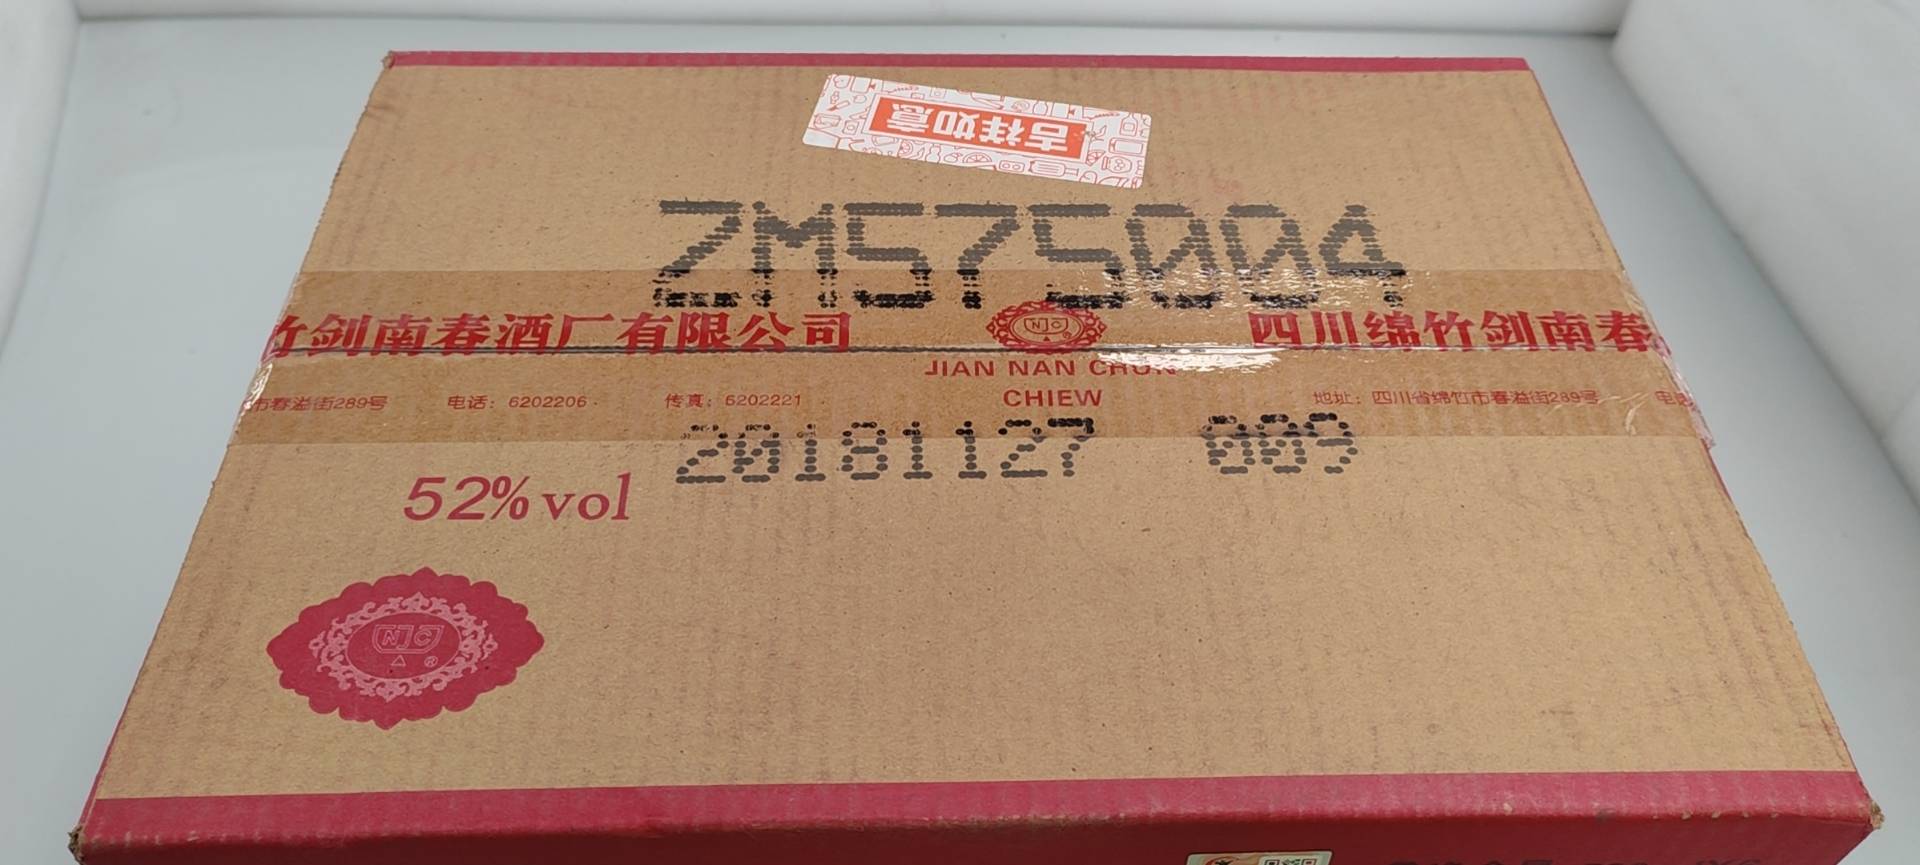 吉祥如意
ZM575004
竹剑南春酒厂有限公司
NJC
®
四川绵竹剑南春
JIAN NAN CHUN
CHIEW
市春溢街289号 电话：6202206 传真：6202221
地址：四川省绵竹市春溢街289号 电
20181127 009
52%vol
NJC
®